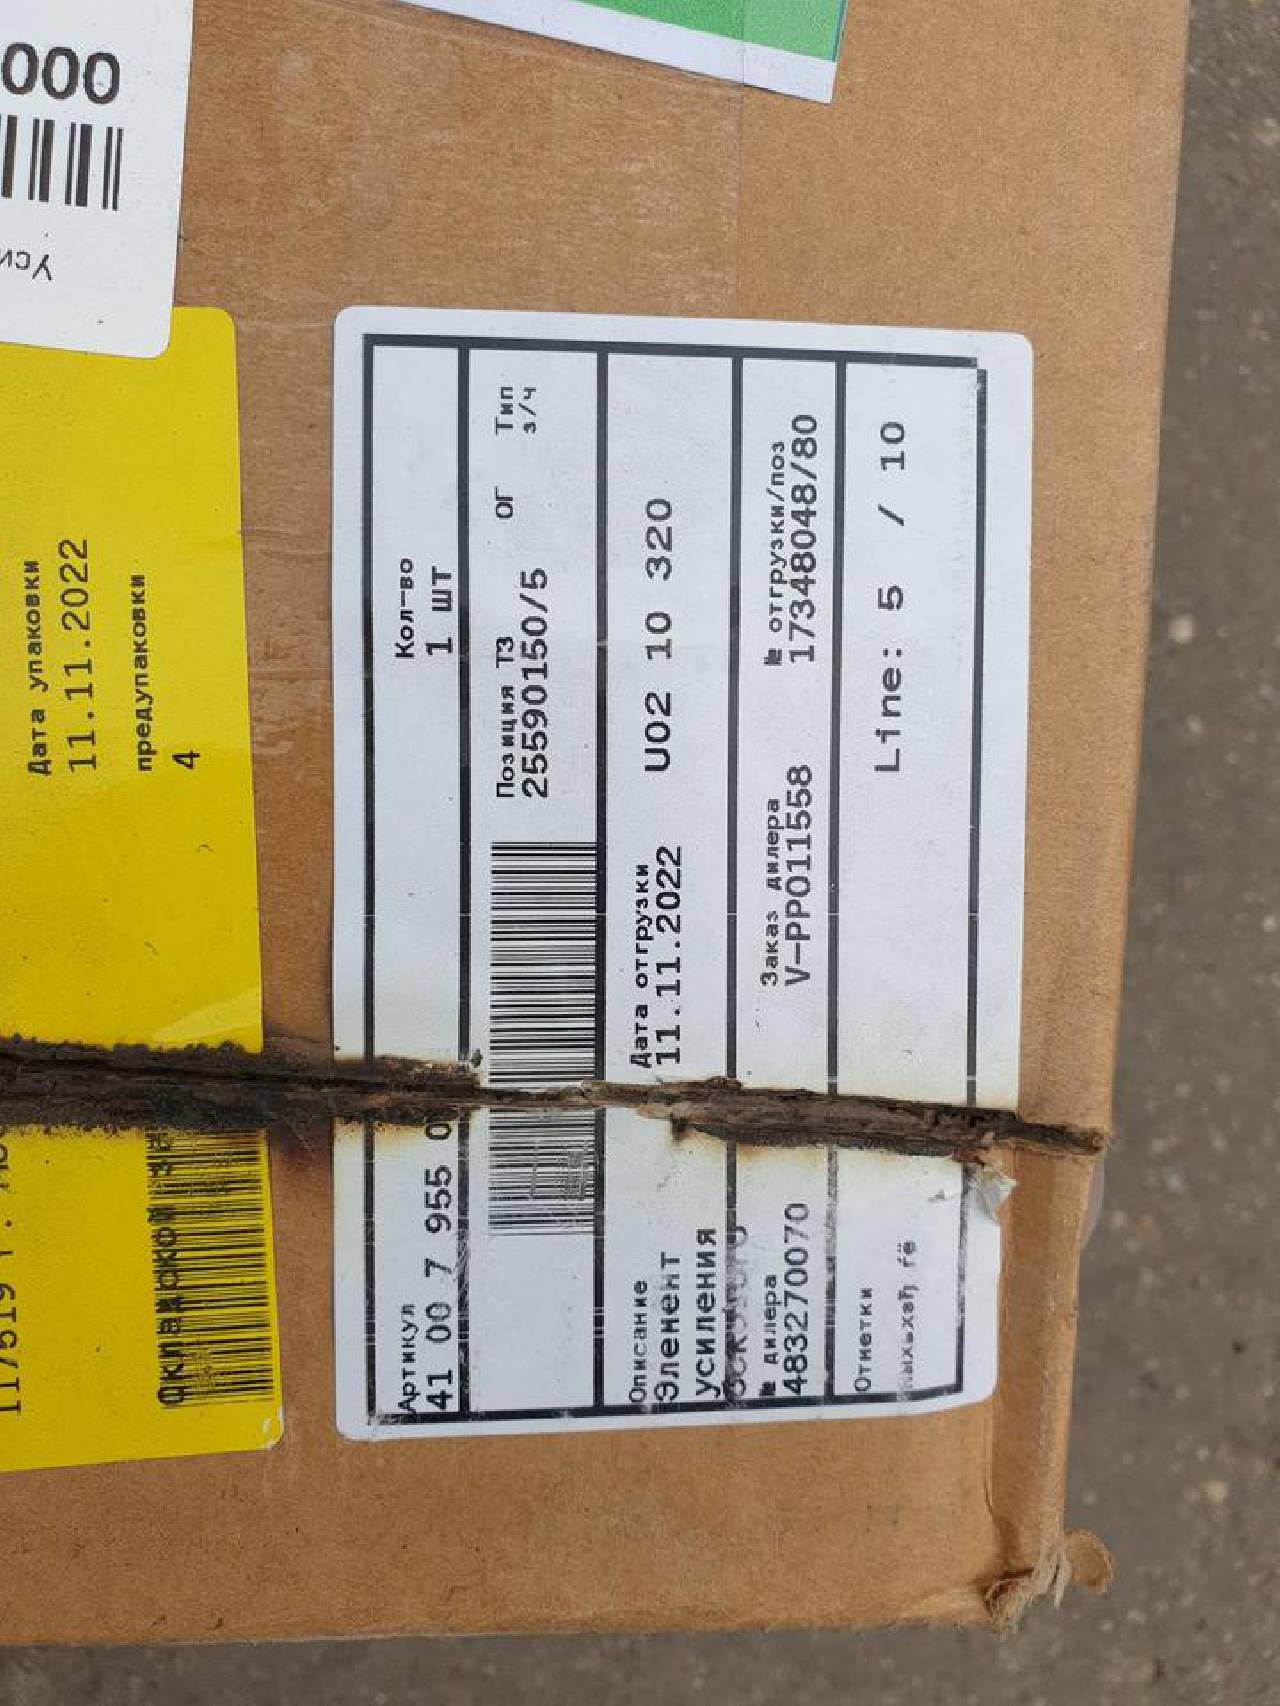 000
Уси
Дата упаковки
11.11.2022
предупаковки
4
Артикул
41 00 7 955 0
Кол-во
1 ШТ
Позиция ТЗ
25590150/5
ОГ
Тип
з/ч
Описание
Элемент
усиления
Дата отгрузки
11.11.2022
U02 10 320
№ дилера
483270070
Заказ дилера
V-PP011558
№ отгрузки/поз
17348048/80
Отметки
Line: 5 / 10